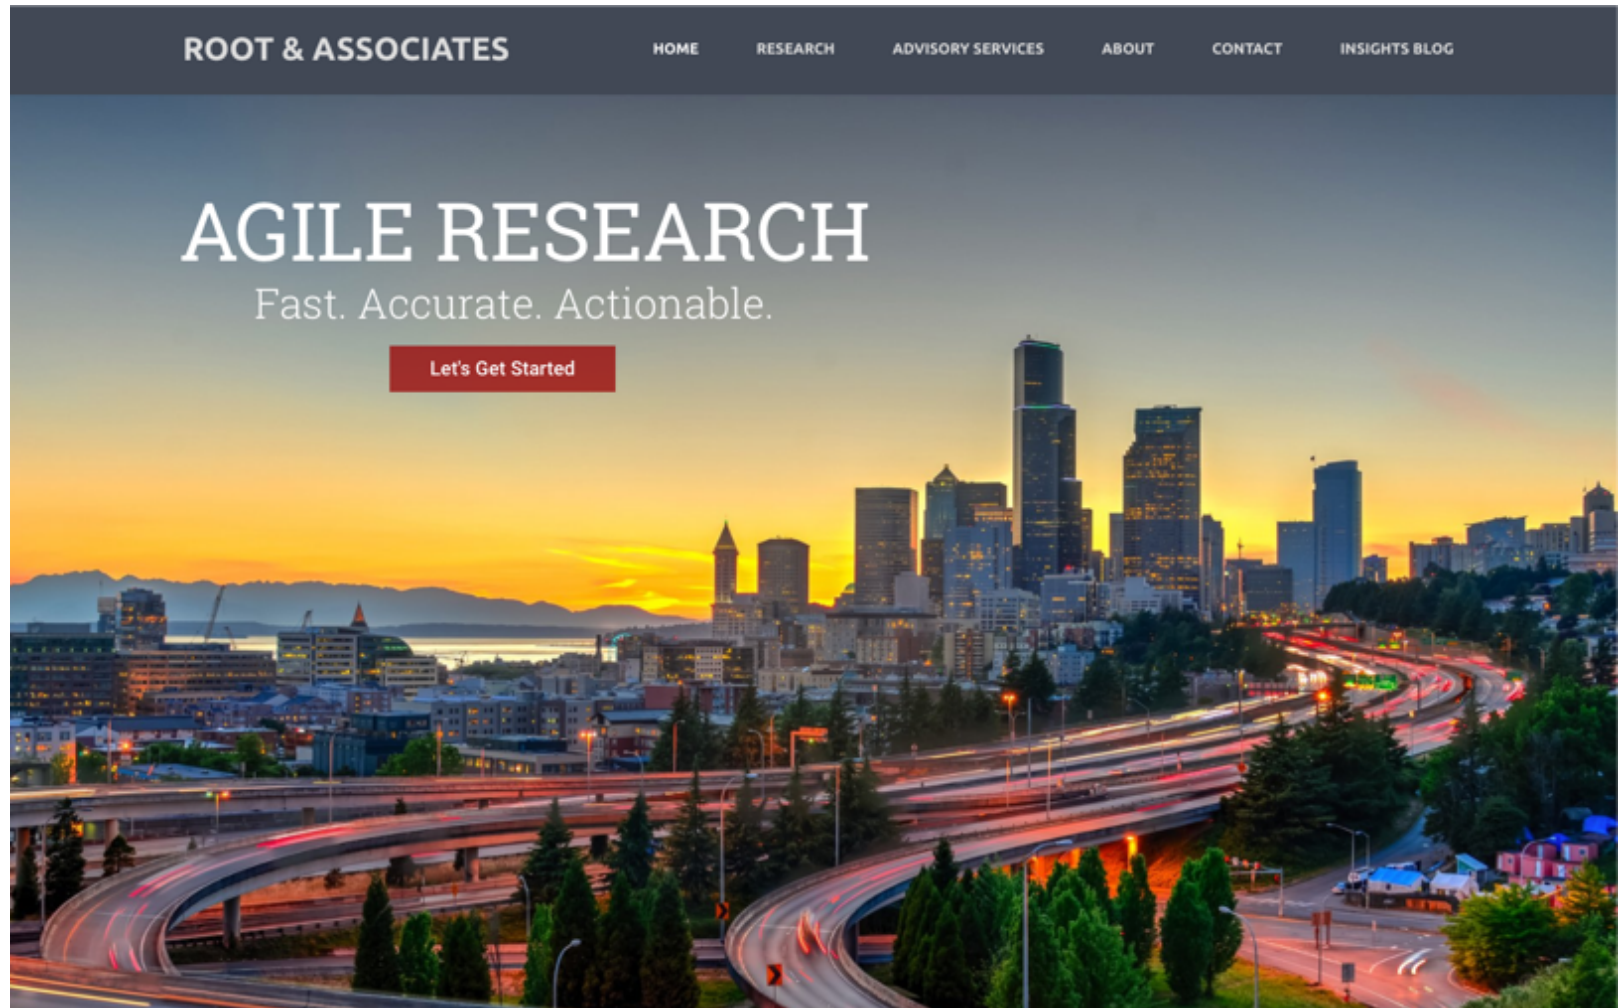 ROOT & ASSOCIATES
HOME RESEARCH ADVISORY SERVICES ABOUT CONTACT INSIGHTS BLOG
AGILE RESEARCH
Fast. Accurate. Actionable.
Let's Get Started